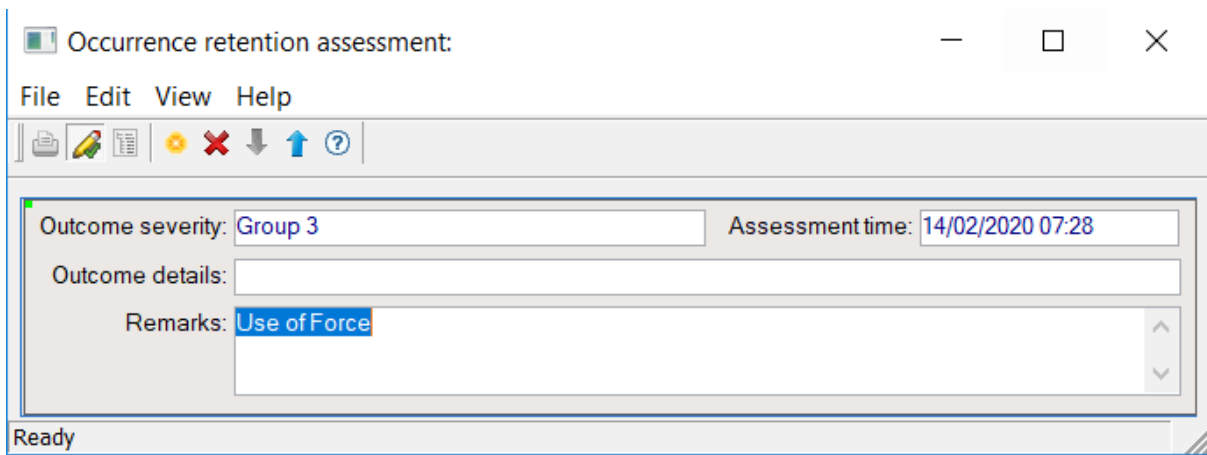 Occurrence retention assessment:
File Edit View Help
Outcome severity: Group 3 Assessment time: 14/02/2020 07:28
Outcome details:
Remarks: Use of Force
Ready